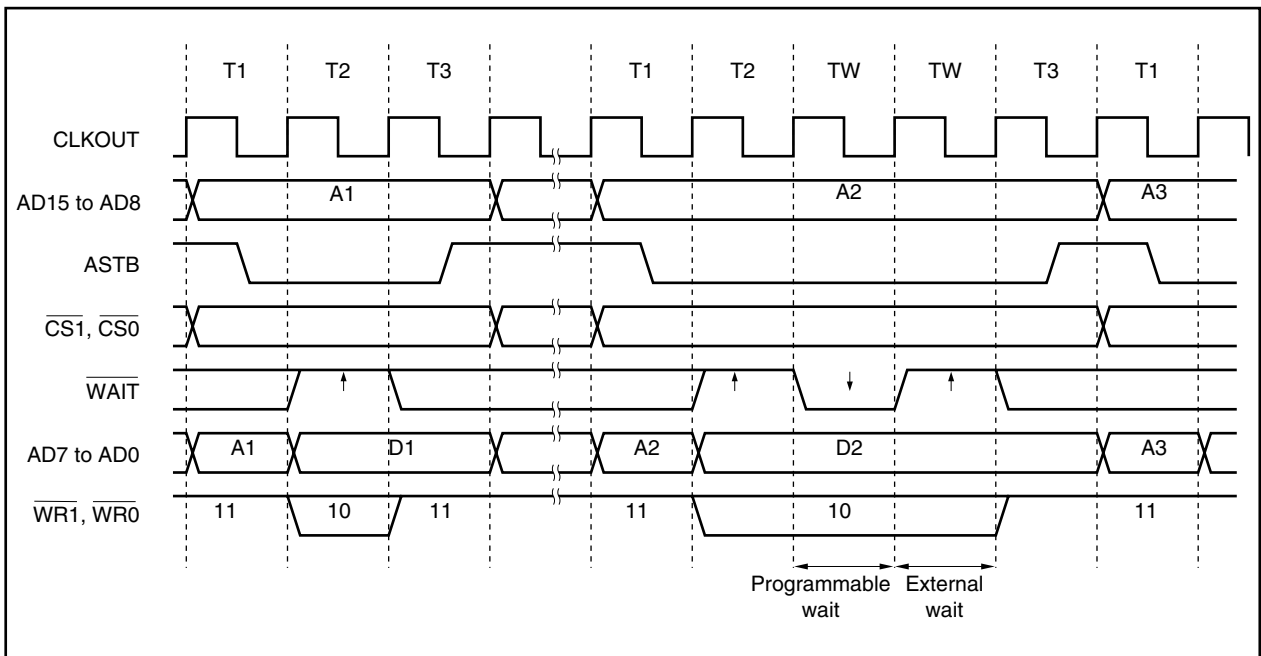 T1 T2 T3 T1 T2 TW TW T3 T1
CLKOUT
AD15 to AD8 A1 A2 A3
ASTB
CS1, CS0
WAIT
AD7 to AD0 A1 D1 A2 D2 A3
WR1, WR0 11 10 11 11 10 11
Programmable wait
External wait